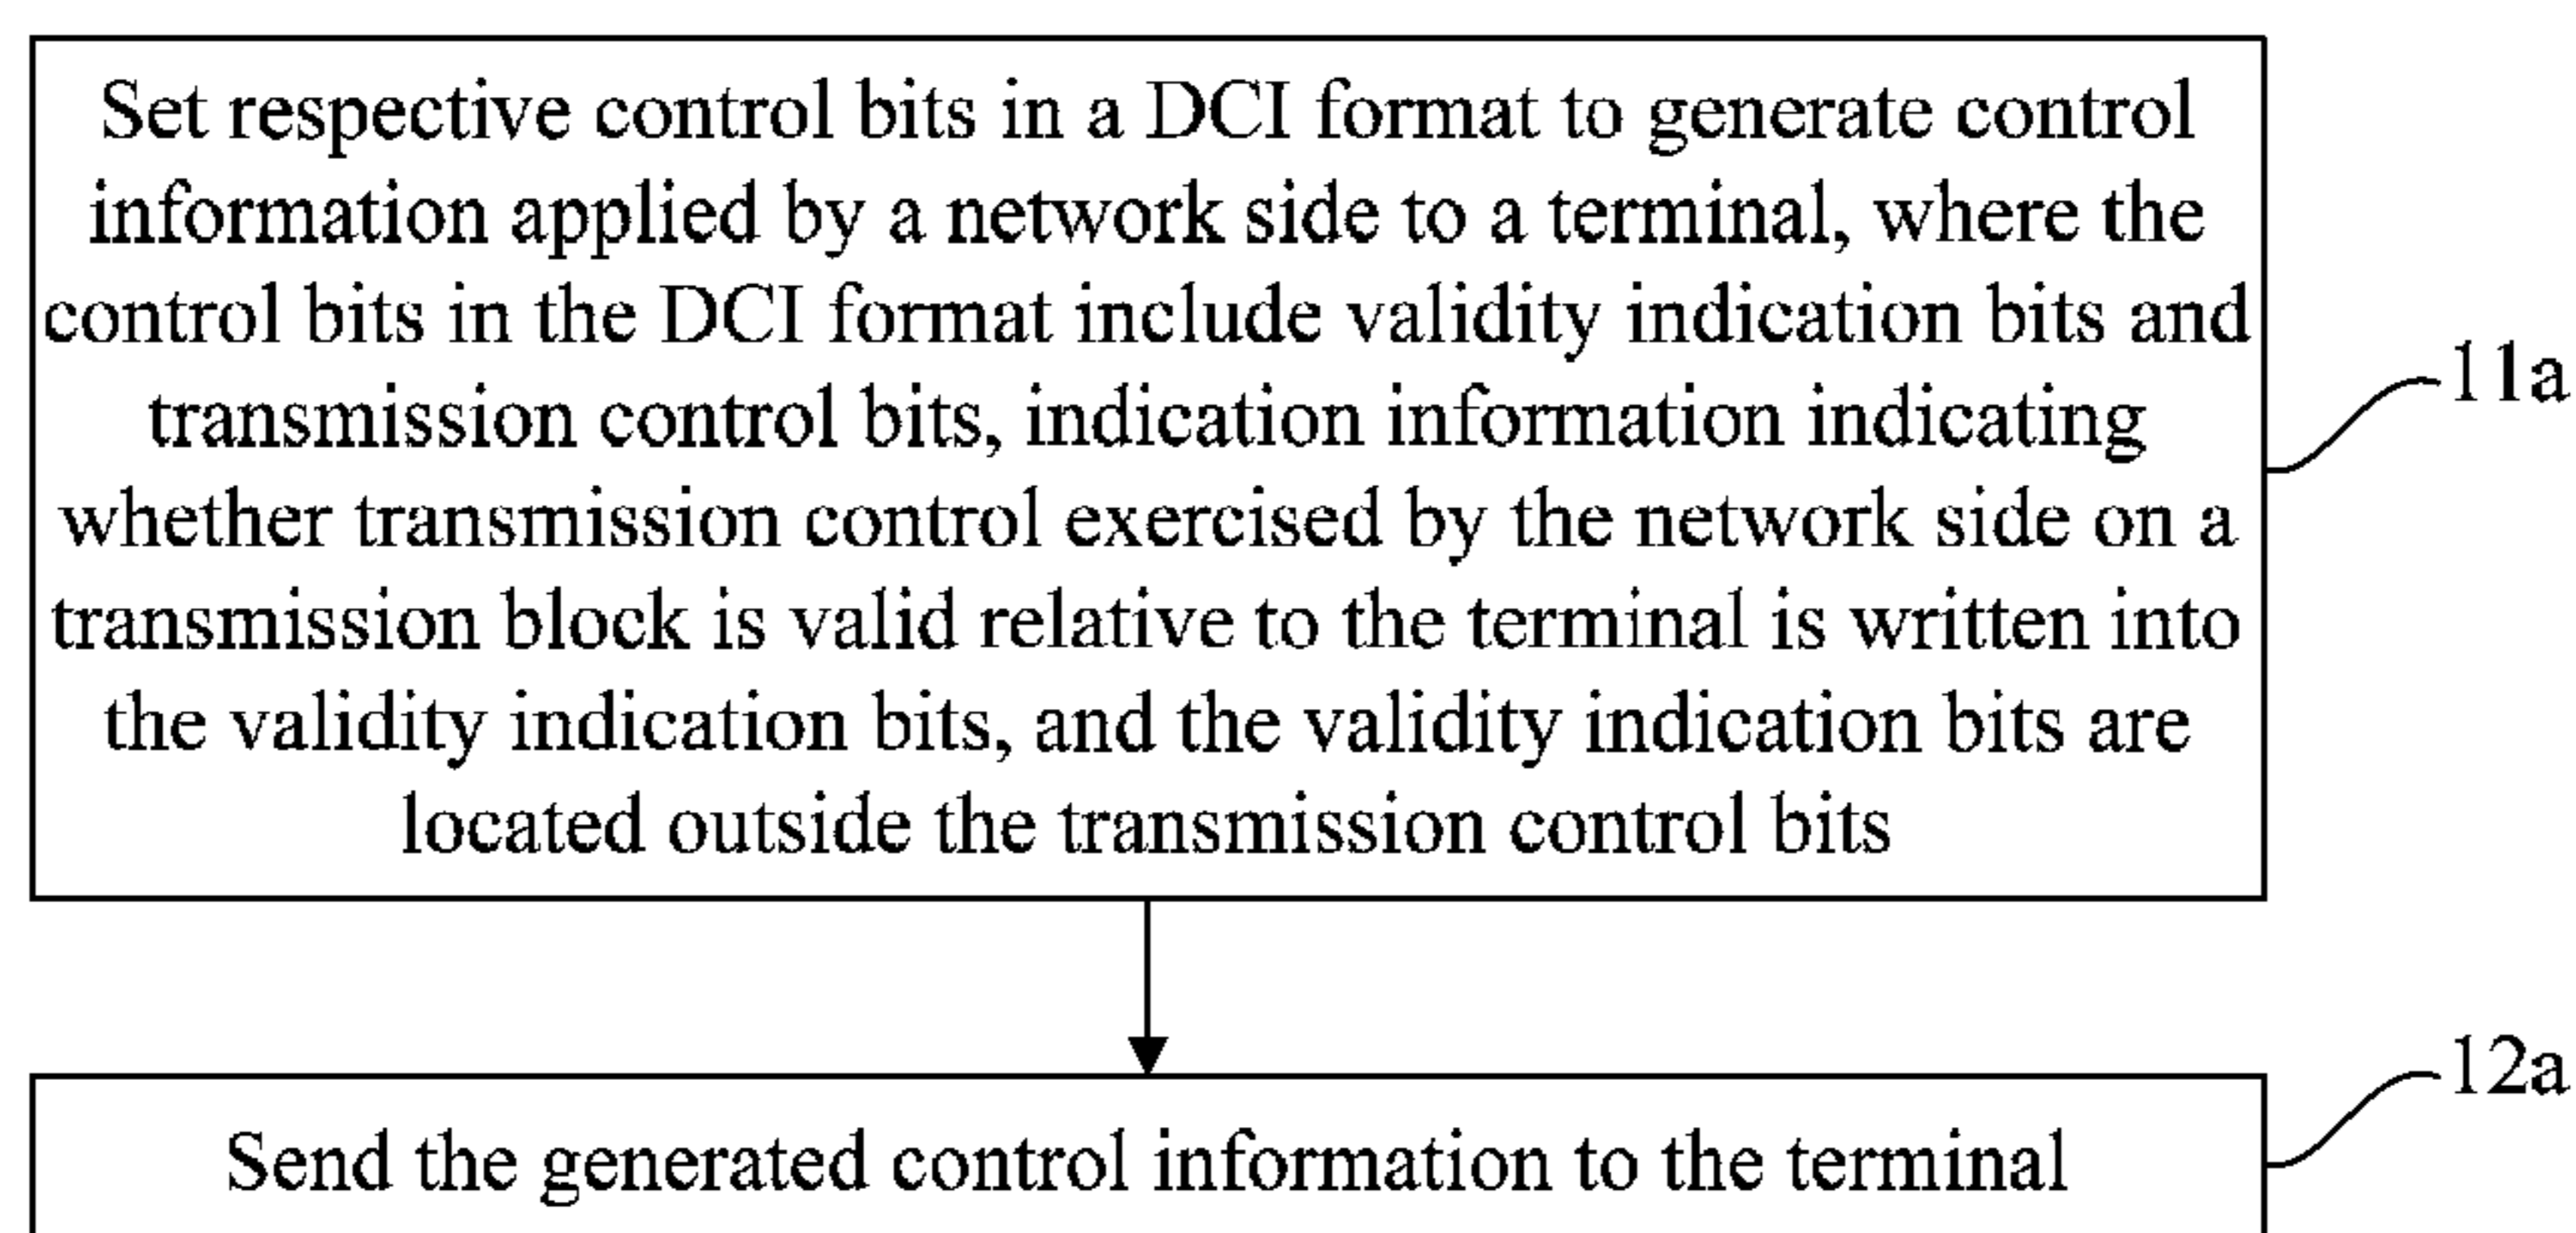 Set respective control bits in a DCI format to generate control
information applied by a network side to a terminal, where the
control bits in the DCI format include validity indication bits and
transmission control bits, indication information indicating
whether transmission control exercised by the network side on a
transmission block is valid relative to the terminal is written into
the validity indication bits, and the validity indication bits are
located outside the transmission control bits
11a
12a
Send the generated control information to the terminal